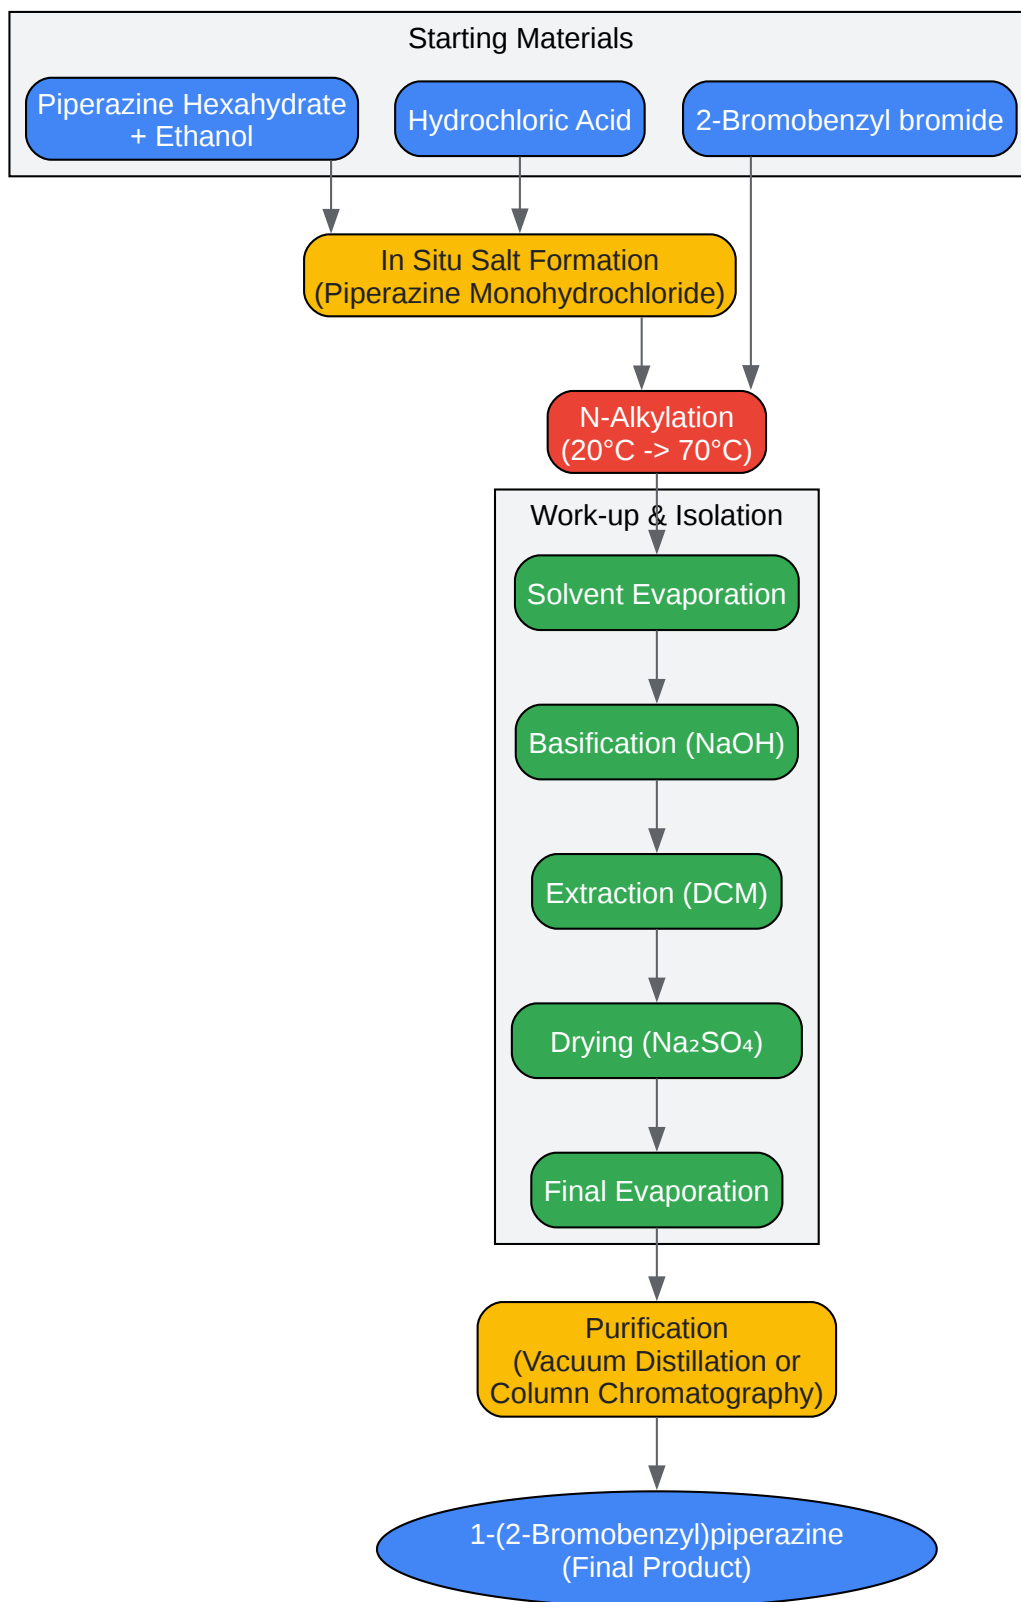 Starting Materials
Piperazine Hexahydrate
+ Ethanol
Hydrochloric Acid
2-Bromobenzyl bromide
In Situ Salt Formation
(Piperazine Monohydrochloride)
N-Alkylation
(20°C -> 70°C)
Work-up & Isolation
Solvent Evaporation
Basification (NaOH)
Extraction (DCM)
Drying (Na₂SO₄)
Final Evaporation
Purification
(Vacuum Distillation or
Column Chromatography)
1-(2-Bromobenzyl)piperazine
(Final Product)